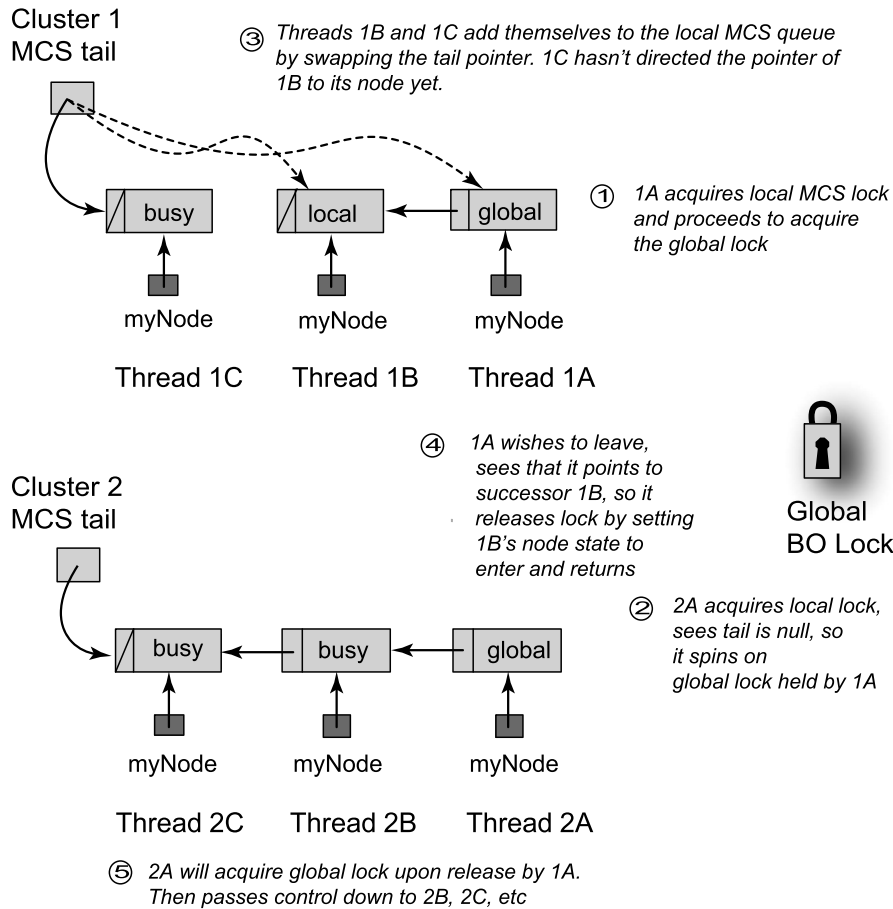 Cluster 1
MCS tail
③ Threads 1B and 1C add themselves to the local MCS queue
by swapping the tail pointer. 1C hasn't directed the pointer of
1B to its node yet.
busy
local
global
① 1A acquires local MCS lock
and proceeds to acquire
the global lock
myNode
myNode
myNode
Thread 1C
Thread 1B
Thread 1A
④ 1A wishes to leave,
sees that it points to
successor 1B, so it
releases lock by setting
1B's node state to
enter and returns
Global
BO Lock
Cluster 2
MCS tail
② 2A acquires local lock,
sees tail is null, so
it spins on
global lock held by 1A
busy
busy
global
myNode
myNode
myNode
Thread 2C
Thread 2B
Thread 2A
⑤ 2A will acquire global lock upon release by 1A.
Then passes control down to 2B, 2C, etc